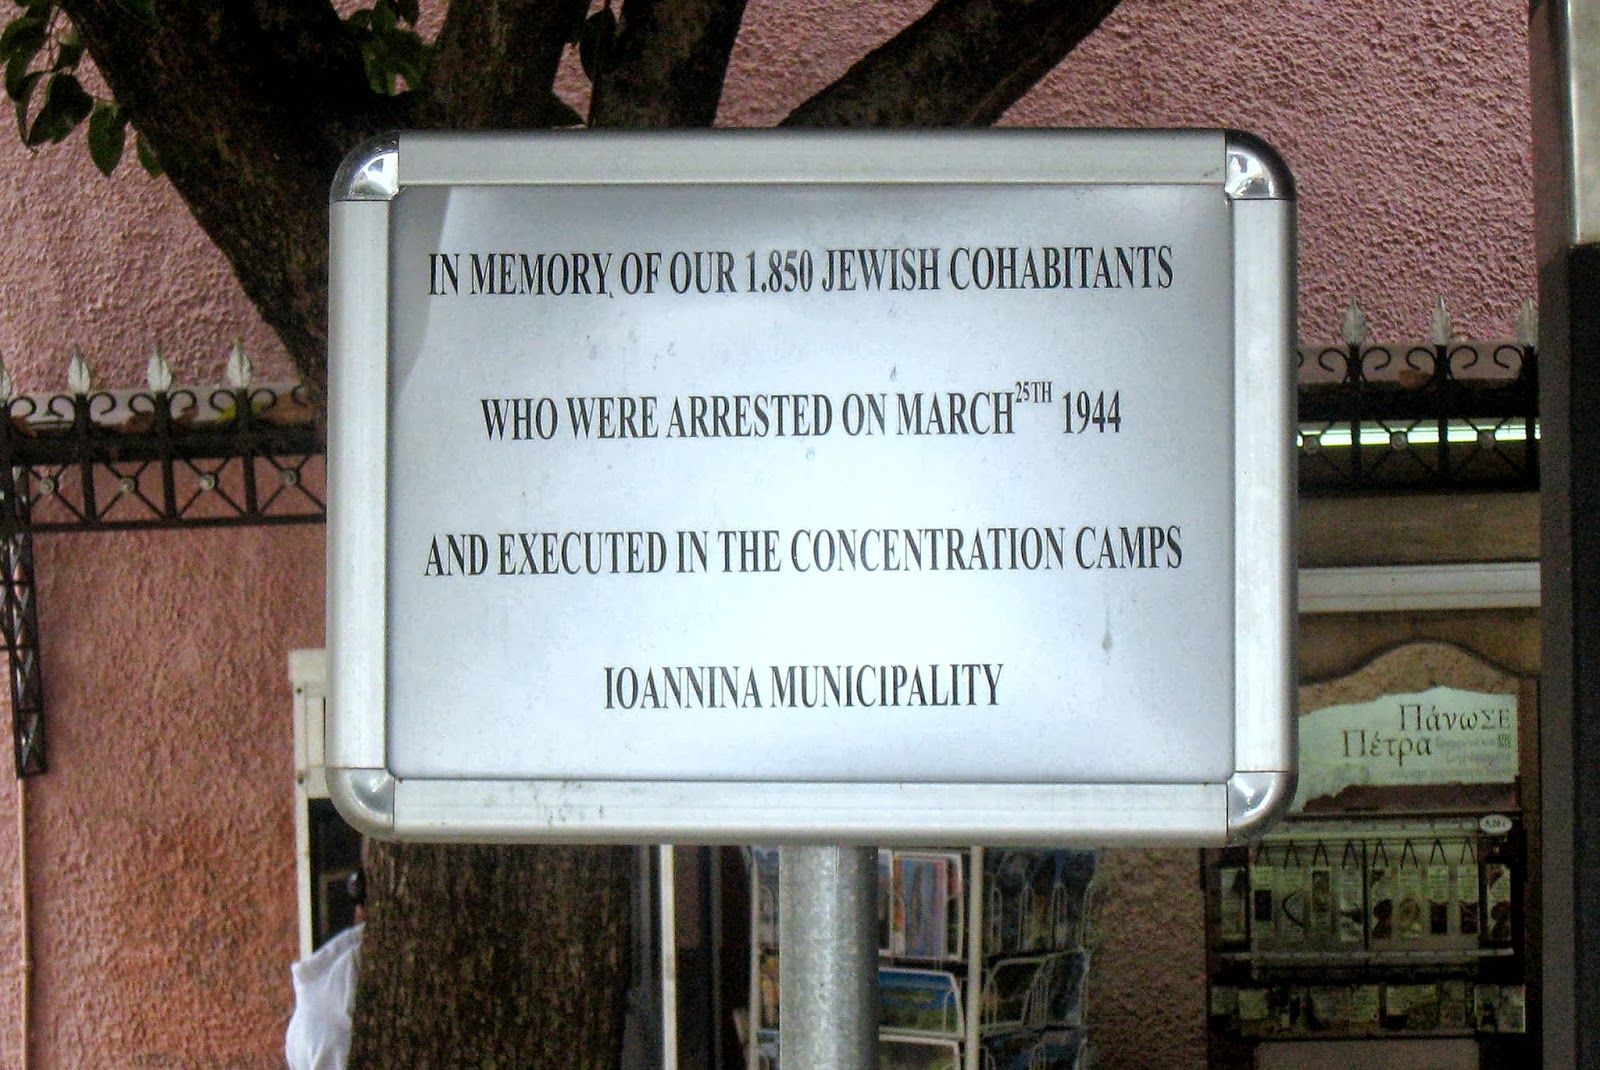 IN MEMORY OF OUR 1.850 JEWISH COHABITANTS
WHO WERE ARRESTED ON MARCH 25TH 1944
AND EXECUTED IN THE CONCENTRATION CAMPS
IOANNINA MUNICIPALITY
ΠάνωΣΕ
Πέτρα